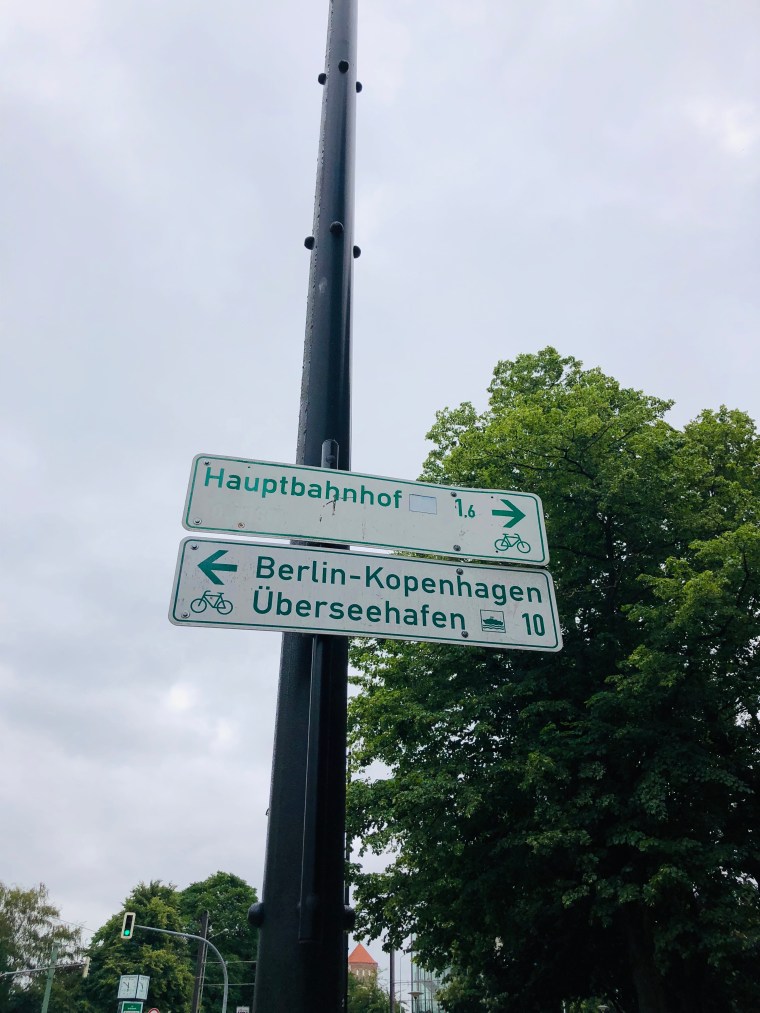 Hauptbahnhof 1,6
Berlin-Kopenhagen
Überseehafen 10